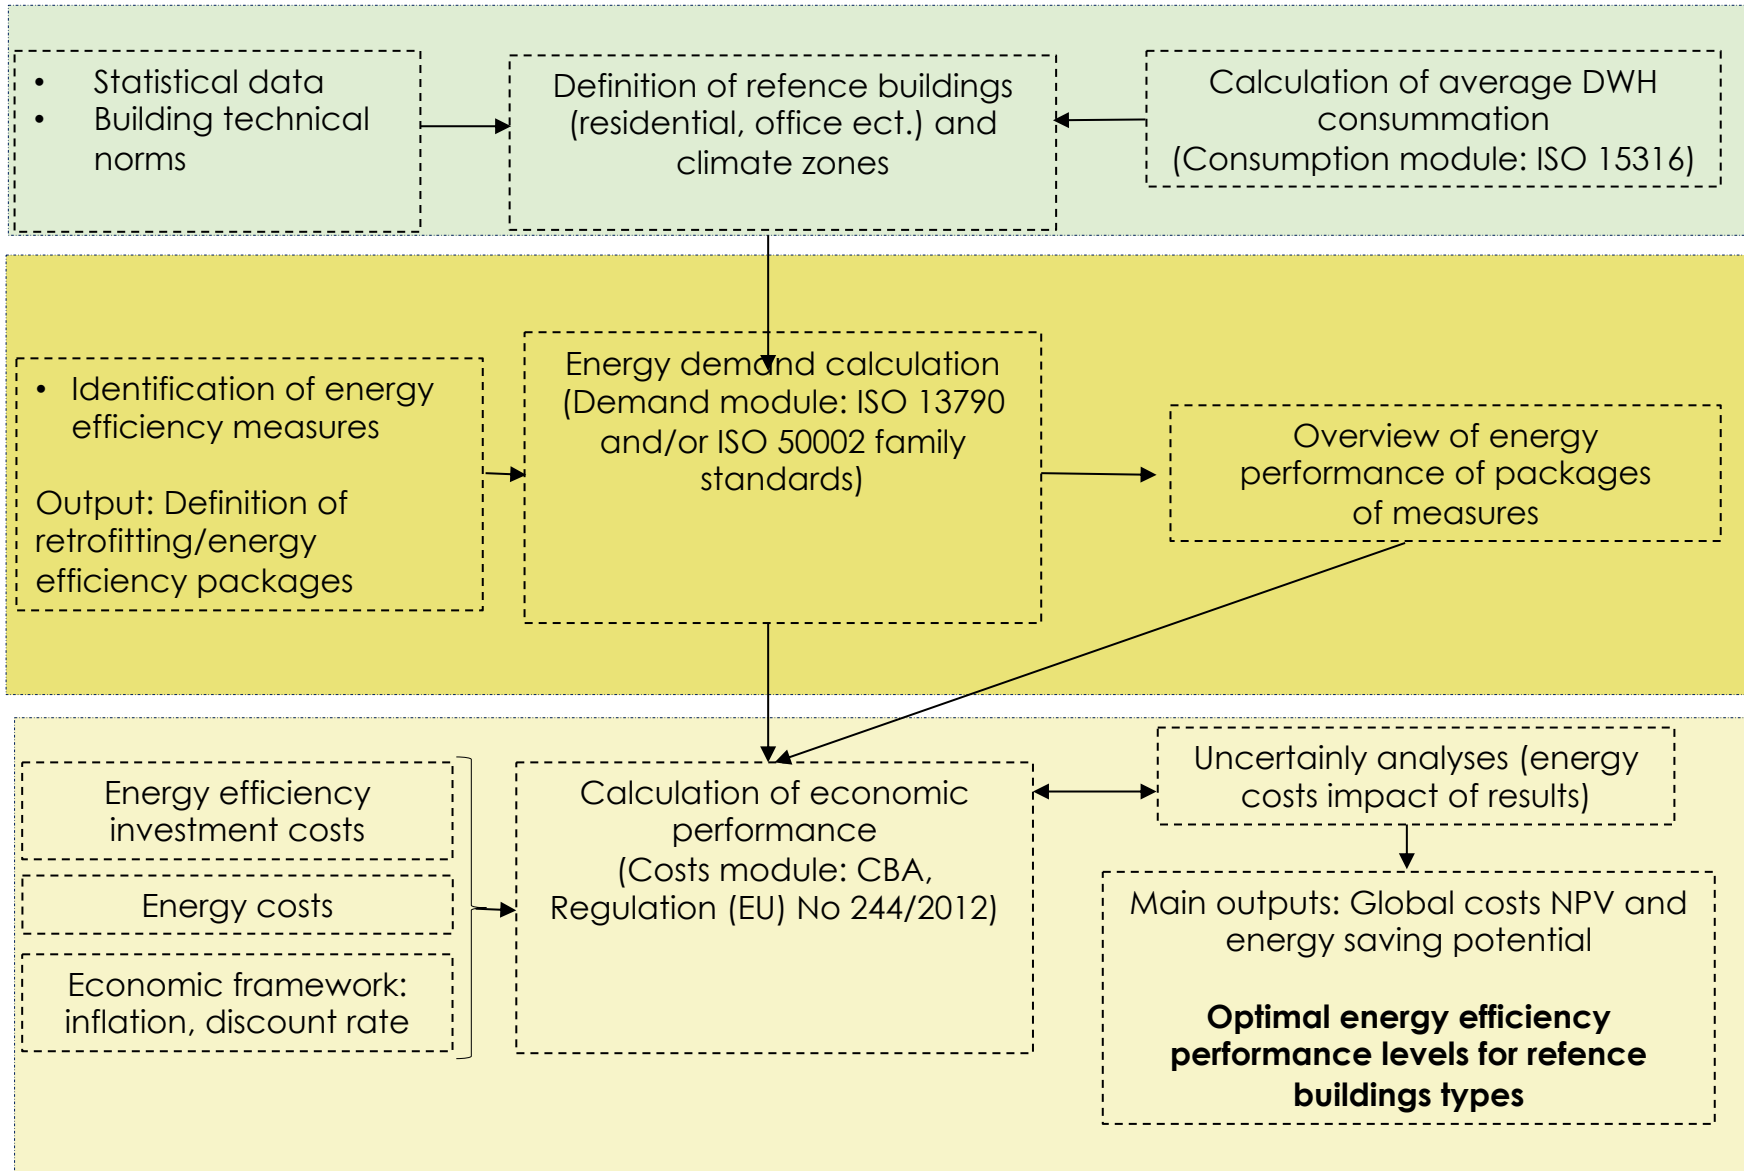 • Statistical data
• Building technical
norms
Definition of refence buildings
(residential, office ect.) and
climate zones
Calculation of average DWH
consummation
(Consumption module: ISO 15316)
• Identification of energy
efficiency measures
Output: Definition of
retrofitting/energy
efficiency packages
Energy demand calculation
(Demand module: ISO 13790
and/or ISO 50002 family
standards)
Overview of energy
performance of packages
of measures
Energy efficiency
investment costs
Energy costs
Economic framework:
inflation, discount rate
Calculation of economic
performance
(Costs module: CBA,
Regulation (EU) No 244/2012)
Uncertainly analyses (energy
costs impact of results)
Main outputs: Global costs NPV and
energy saving potential
Optimal energy efficiency
performance levels for refence
buildings types